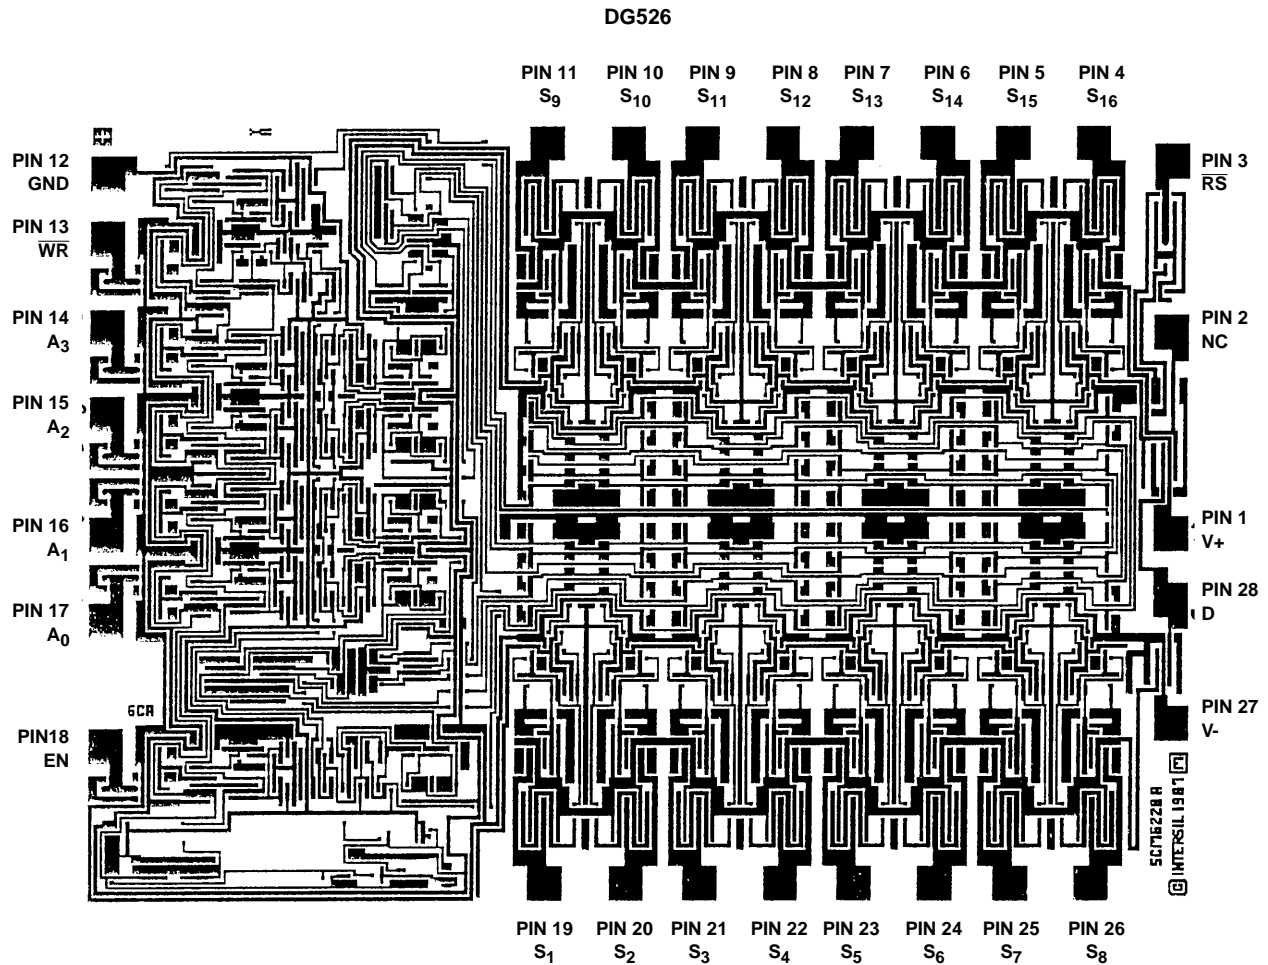 DG526
PIN 11 PIN 10 PIN 9 PIN 8 PIN 7 PIN 6 PIN 5 PIN 4
S9 S10 S11 S12 S13 S14 S15 S16
PIN 12
GND
PIN 13
WR
PIN 14
A3
PIN 15
A2
PIN 16
A1
PIN 17
A0
GCA
PIN18
EN
PIN 3
RS
PIN 2
NC
PIN 1
V+
PIN 28
D
PIN 27
V-
SCM6228A
© INTERSIL 1987 M
PIN 19 PIN 20 PIN 21 PIN 22 PIN 23 PIN 24 PIN 25 PIN 26
S1 S2 S3 S4 S5 S6 S7 S8